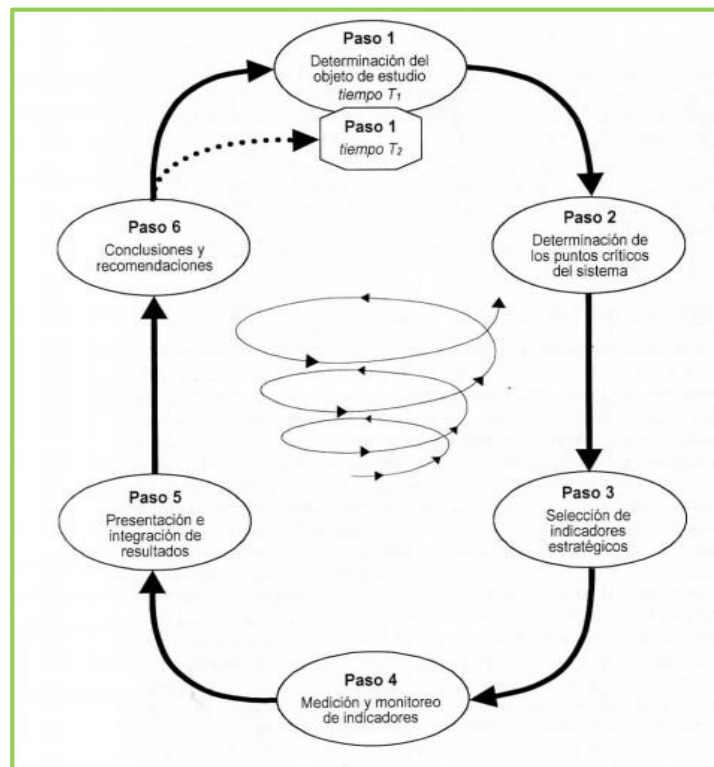 Paso 1
Determinación del
objeto de estudio
tiempo T₁
Paso 1
tiempo T₂
Paso 2
Determinación de
los puntos críticos
del sistema
Paso 3
Selección de
indicadores
estratégicos
Paso 4
Medición y monitoreo
de indicadores
Paso 5
Presentación e
integración de
resultados
Paso 6
Conclusiones y
recomendaciones